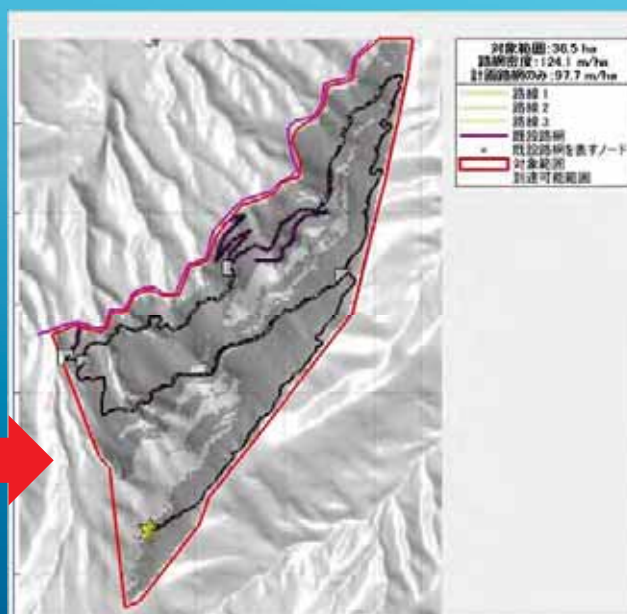 対象範囲:36.5 ha
路網密度:124.1 m/ha
計画路網のみ:97.7 m/ha
路線 1
路線 2
路線 3
既設路網
既設路網を表すノード
対象範囲
到達可能範囲